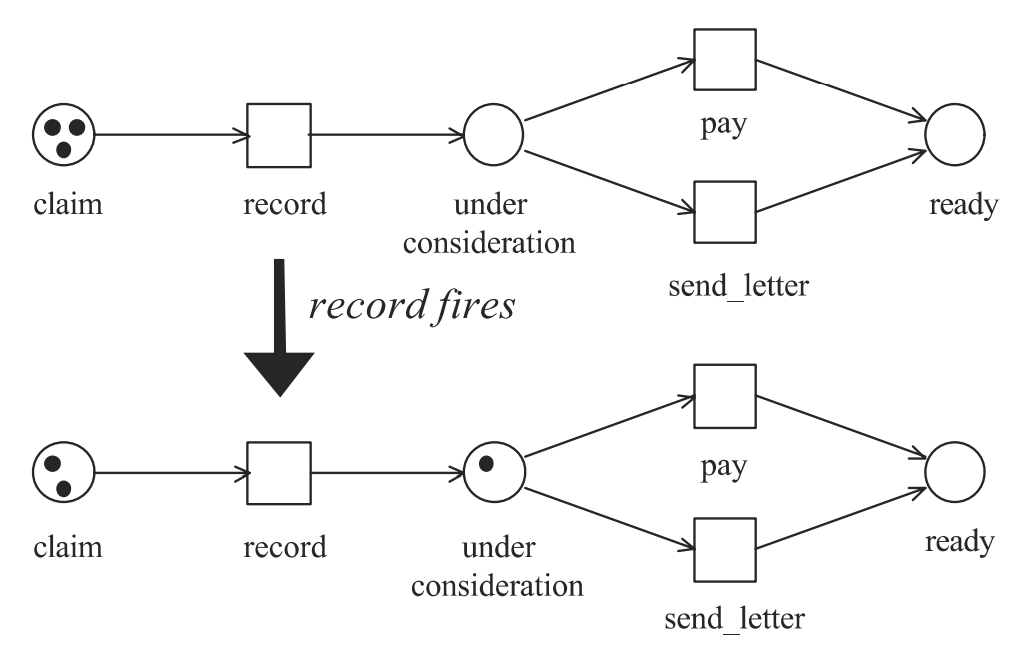 pay
claim
record
under
consideration
ready
send_letter
record fires
pay
claim
record
under
consideration
ready
send_letter